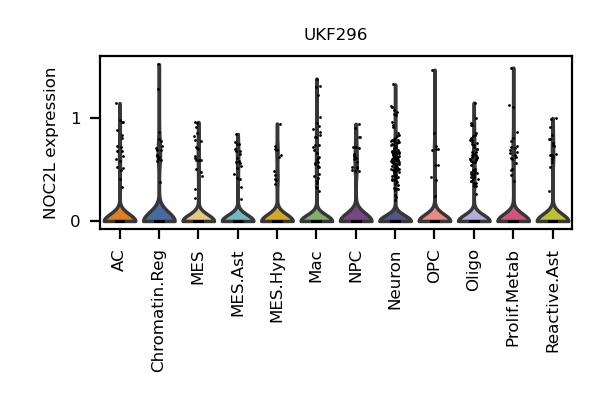 UKF296
NOC2L expression
1
0
AC
Chromatin.Reg
MES
MES.Ast
MES.Hyp
Mac
NPC
Neuron
OPC
Oligo
Prolif.Metab
Reactive.Ast